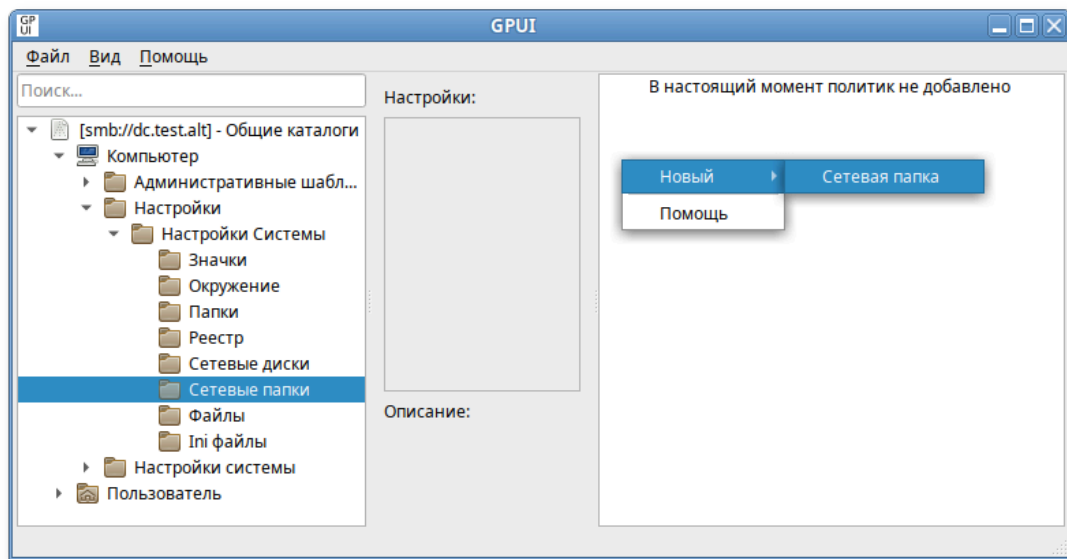 GP
UI
GPUI
Файл Вид Помощь
Поиск...
[smb://dc.test.alt] - Общие каталоги
Компьютер
Административные шабл...
Настройки
Настройки Системы
Значки
Окружение
Папки
Реестр
Сетевые диски
Сетевые папки
Файлы
Ini файлы
Настройки системы
Пользователь
Настройки:
Описание:
В настоящий момент политик не добавлено
Новый
Сетевая папка
Помощь